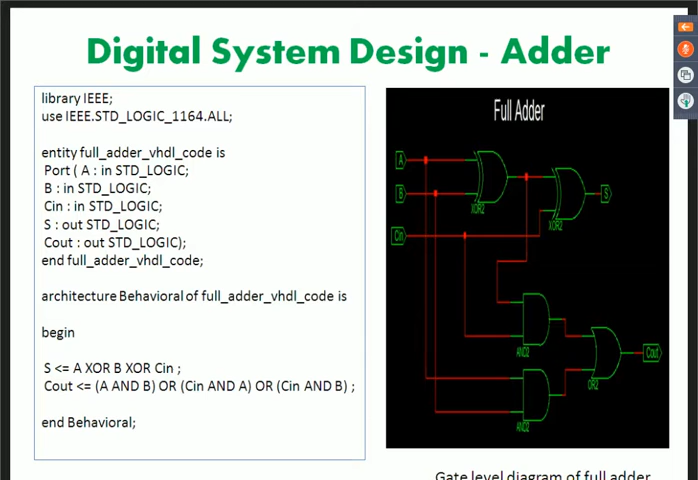 Digital System Design - Adder
library IEEE;
use IEEE.STD_LOGIC_1164.ALL;
entity full_adder_vhdl_code is
Port ( A : in STD_LOGIC;
B : in STD_LOGIC;
Cin : in STD_LOGIC;
S : out STD_LOGIC;
Cout : out STD_LOGIC);
end full_adder_vhdl_code;
architecture Behavioral of full_adder_vhdl_code is
begin
S <= A XOR B XOR Cin ;
Cout <= (A AND B) OR (Cin AND A) OR (Cin AND B) ;
end Behavioral;
Full Adder
A
B
XOR2
S
XOR2
Cin
AND2
Cout
OR2
AND2
Gate level diagram of full adder